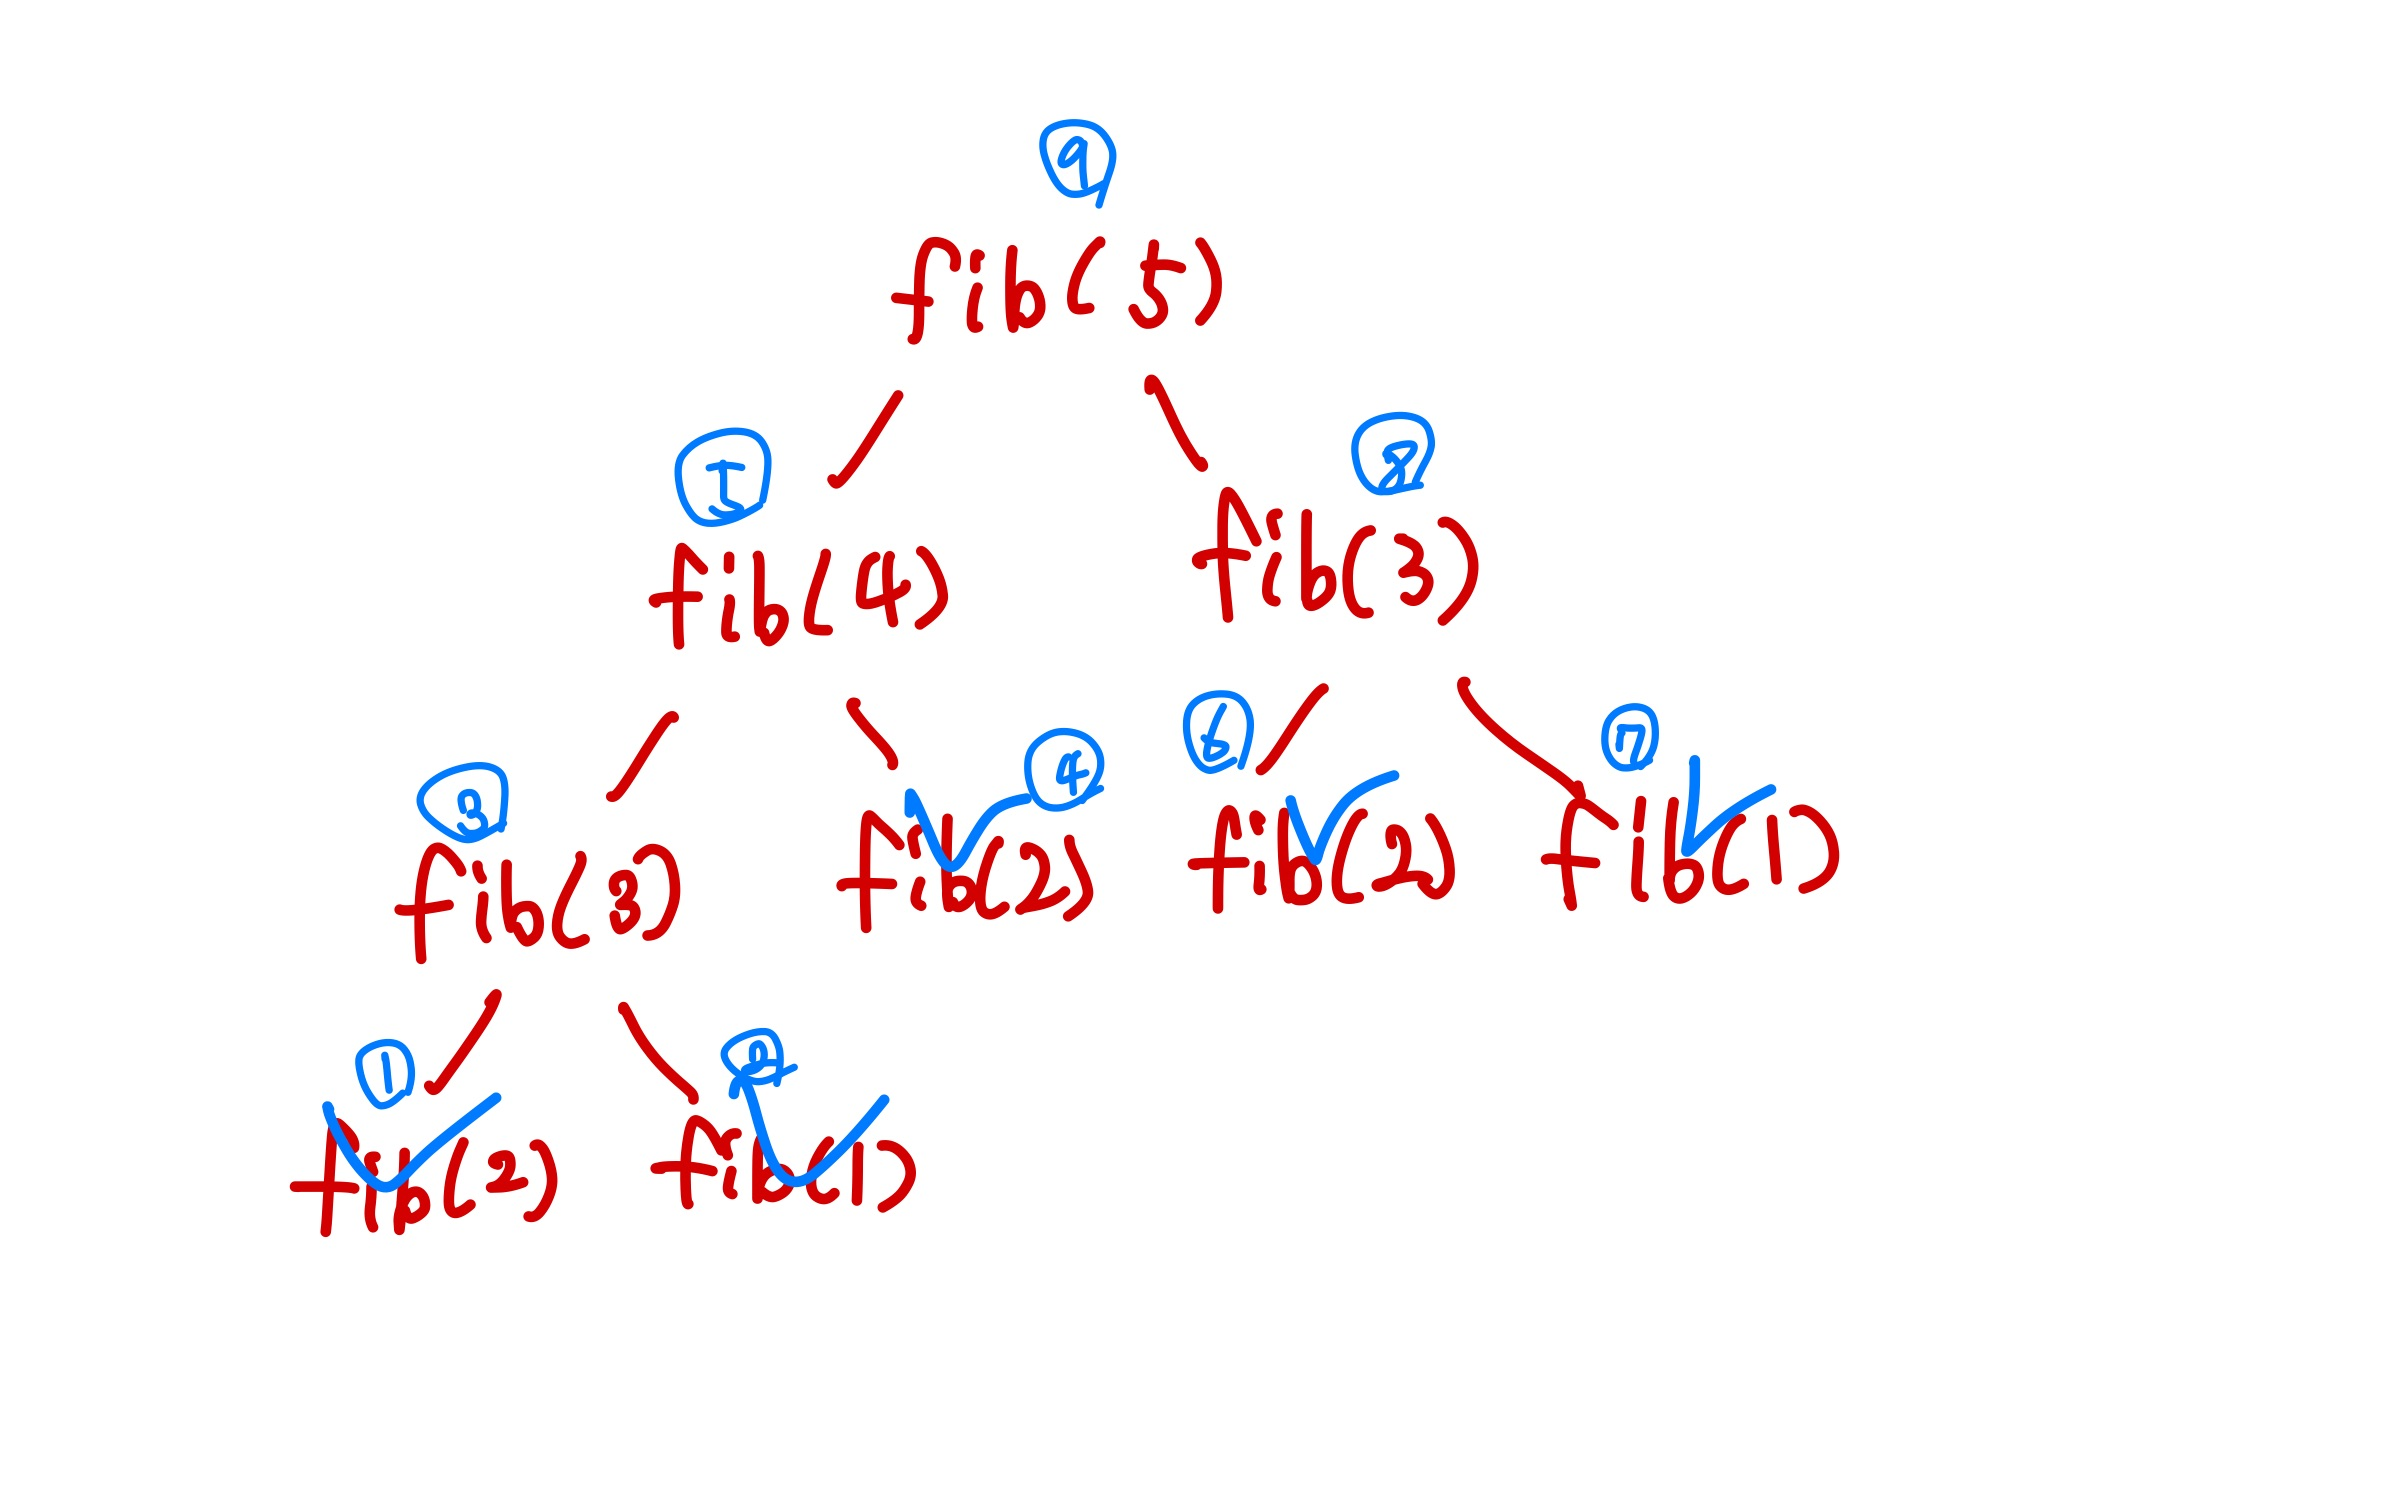 9
fib(5)
5 8
fib(4) fib(3)
3 4 6 7
fib(3) fib(2) fib(2) fib(1)
1 2
fib(2) fib(1)